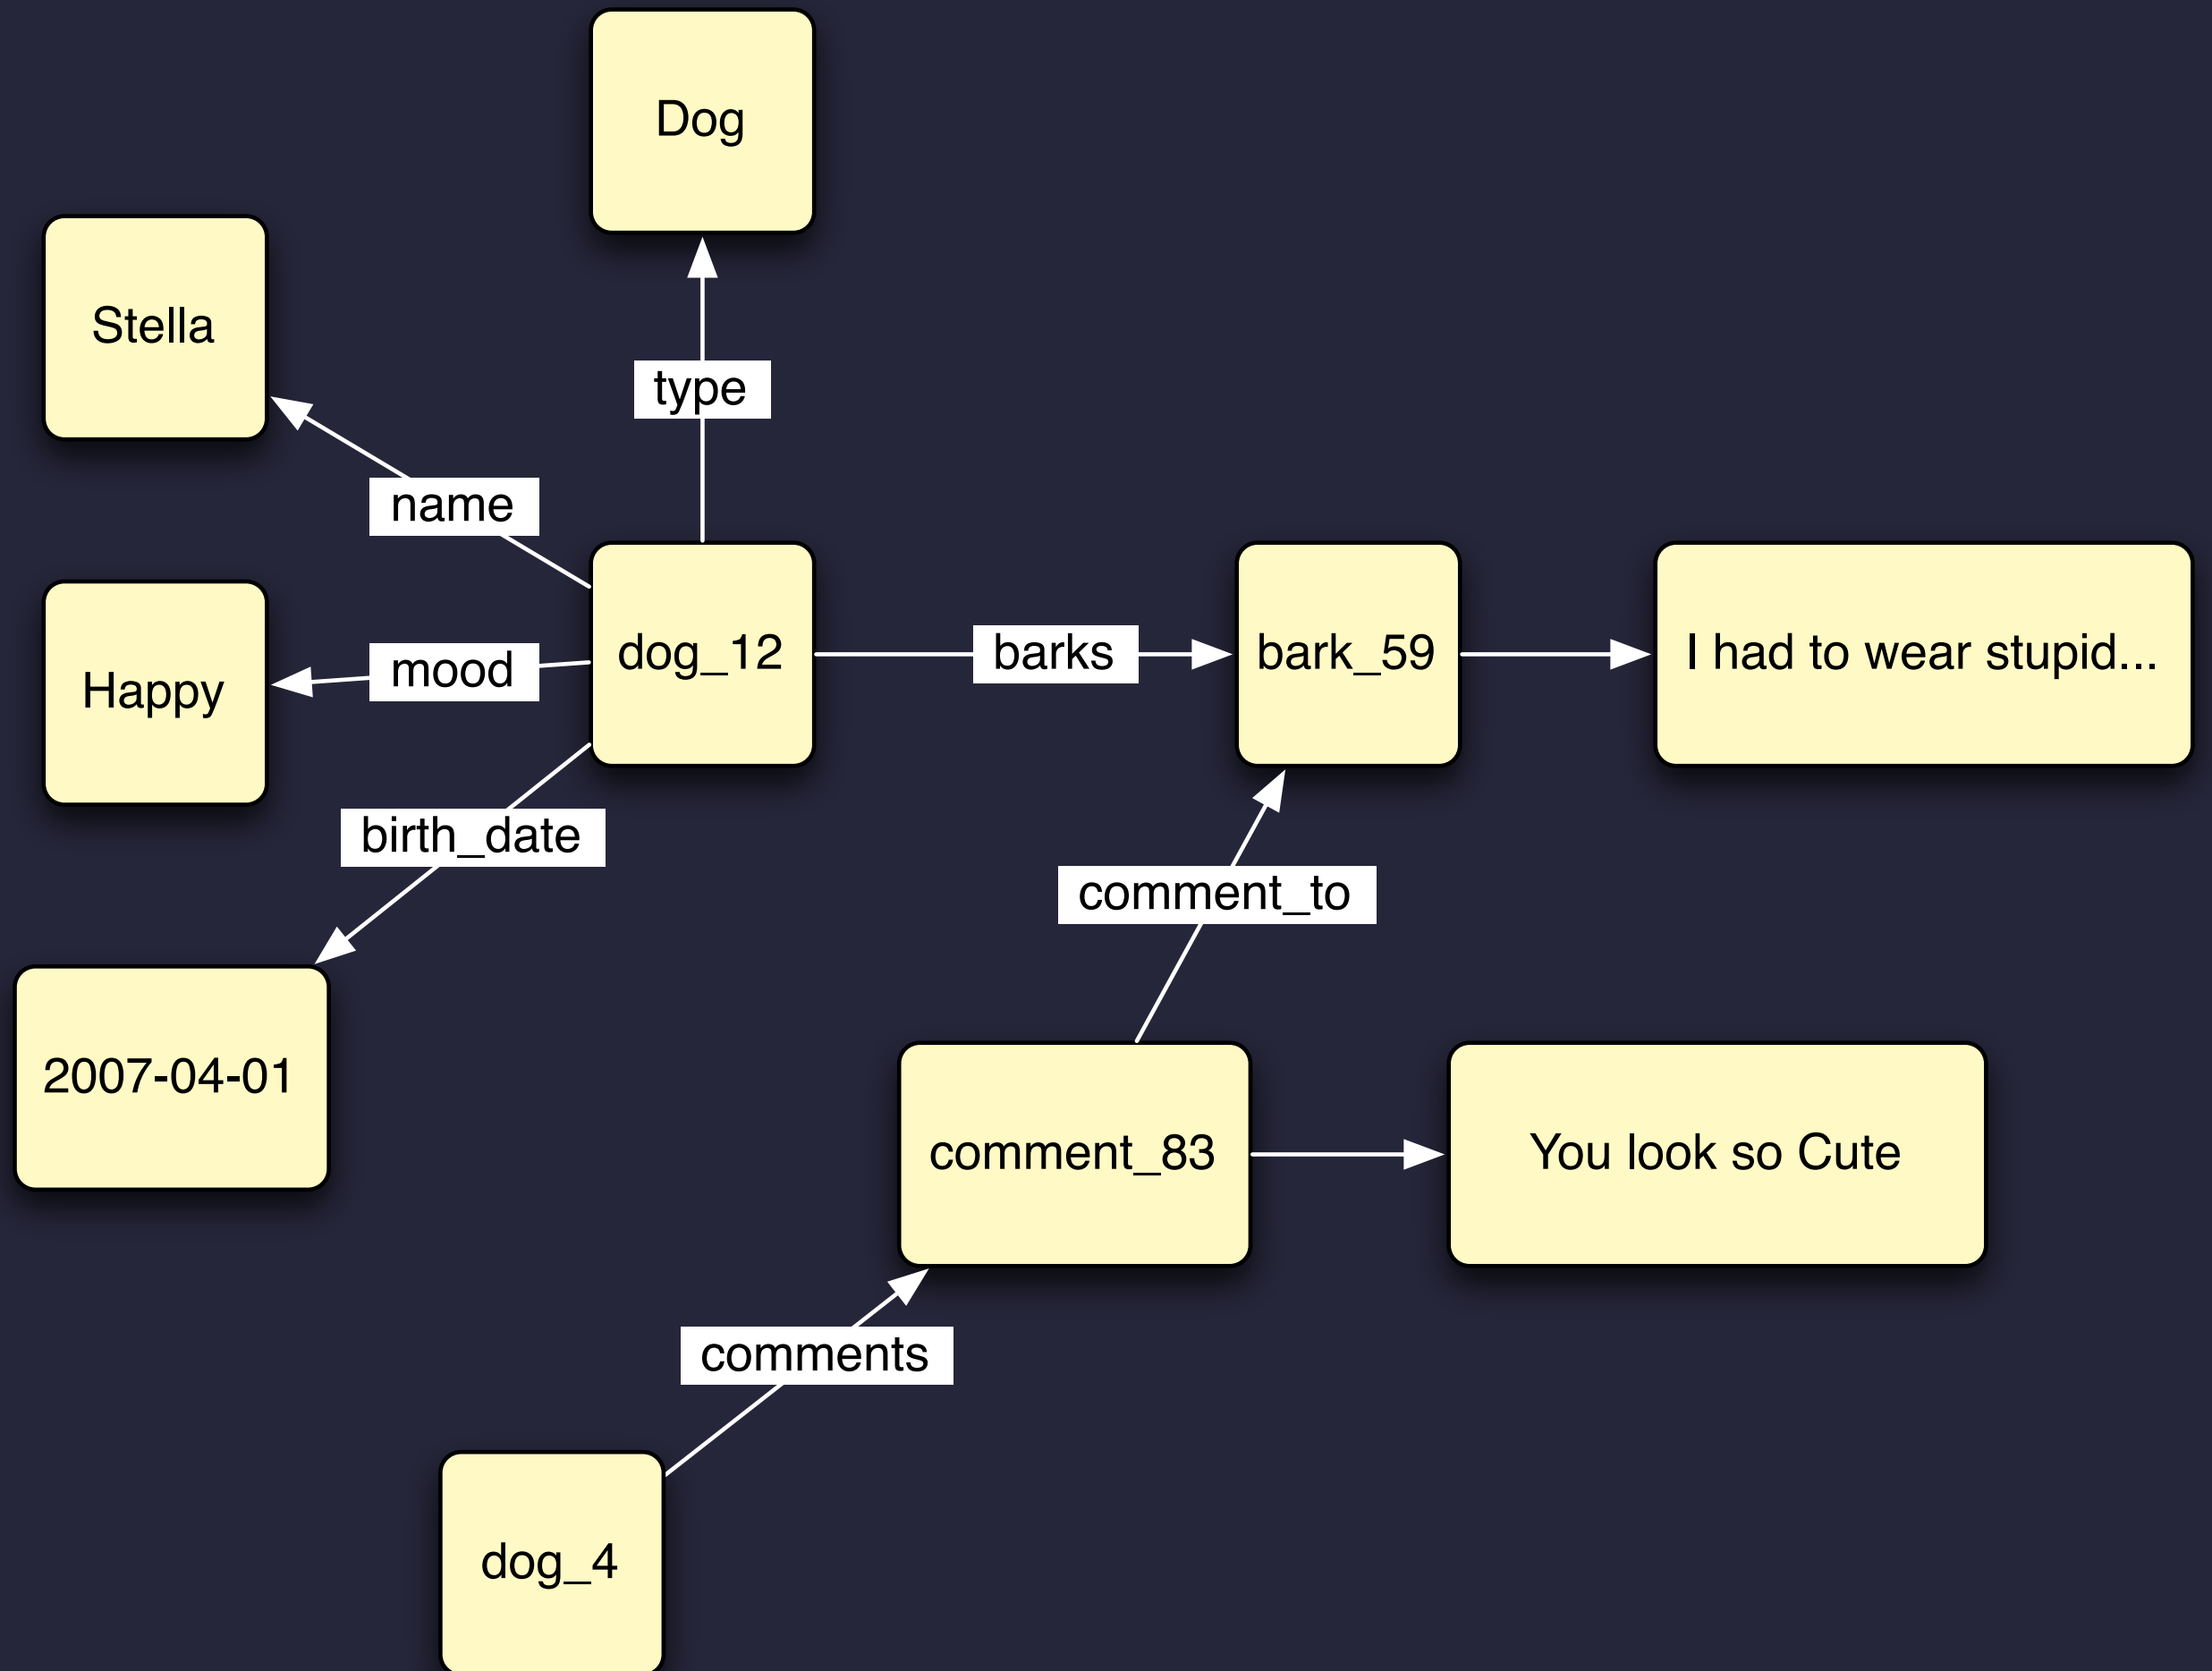 Dog
Stella
type
name
dog_12
barks
bark_59
I had to wear stupid...
Happy
mood
birth_date
comment_to
2007-04-01
comment_83
You look so Cute
comments
dog_4